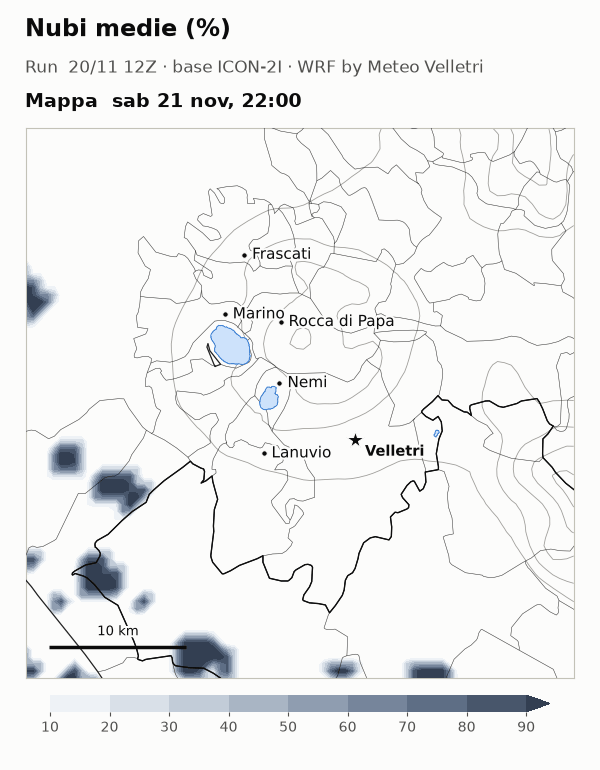 Nubi medie (%)
Run  20/11 12Z · base ICON-2I · WRF by Meteo Velletri
Mappa  sab 21 nov, 22:00
Frascati
Marino
Rocca di Papa
Nemi
Lanuvio
Velletri
10 km
10 20 30 40 50 60 70 80 90